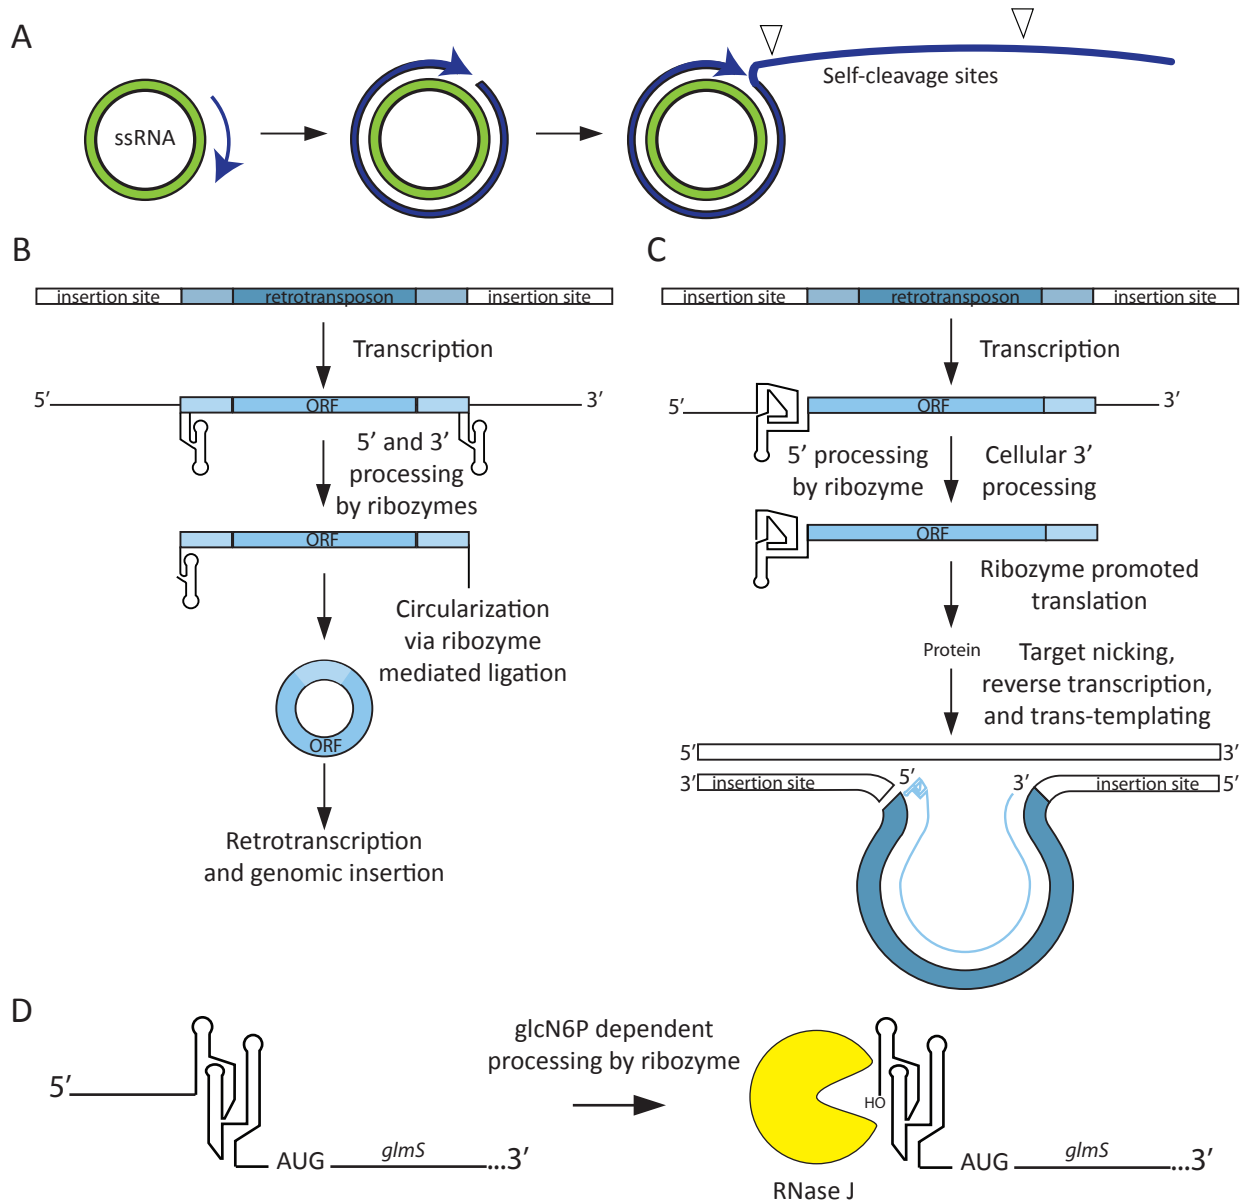 A
ssRNA
Self-cleavage sites
B
insertion site retrotransposon insertion site
Transcription
5′ ORF 3′
5′ and 3′
processing
by ribozymes
ORF
Circularization
via ribozyme
mediated ligation
ORF
Retrotranscription
and genomic insertion
C
insertion site retrotransposon insertion site
Transcription
5′ ORF 3′
5′ processing
by ribozyme
Cellular 3′
processing
ORF
Ribozyme promoted
translation
Protein
Target nicking,
reverse transcription,
and trans-templating
5′ 3′
3′ insertion site 5′ 3′ insertion site 5′
D
5′ AUG glmS ...3′
glcN6P dependent
processing by ribozyme
HO
AUG glmS ...3′
RNase J